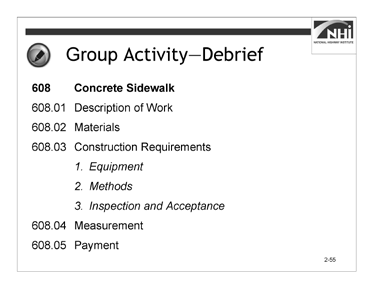 NHI
NATIONAL HIGHWAY INSTITUTE
Group Activity—Debrief
608 Concrete Sidewalk
608.01 Description of Work
608.02 Materials
608.03 Construction Requirements
1. Equipment
2. Methods
3. Inspection and Acceptance
608.04 Measurement
608.05 Payment
2-55